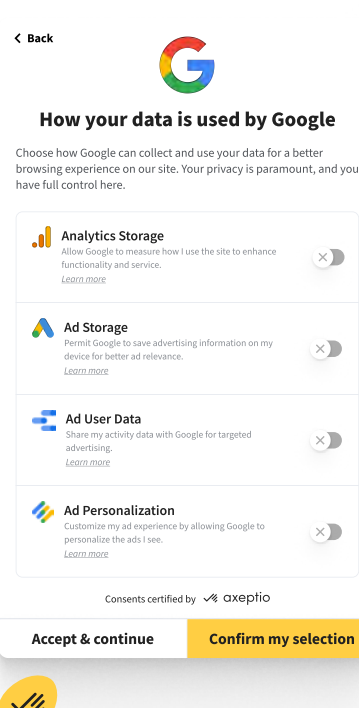 Back
How your data is used by Google
Choose how Google can collect and use your data for a better
browsing experience on our site. Your privacy is paramount, and you
have full control here.
Analytics Storage
Allow Google to measure how I use the site to enhance
functionality and service.
Learn more
Ad Storage
Permit Google to save advertising information on my
device for better ad relevance.
Learn more
Ad User Data
Share my activity data with Google for targeted
advertising.
Learn more
Ad Personalization
Customize my ad experience by allowing Google to
personalize the ads I see.
Learn more
Consents certified by axeptio
Accept & continue
Confirm my selection